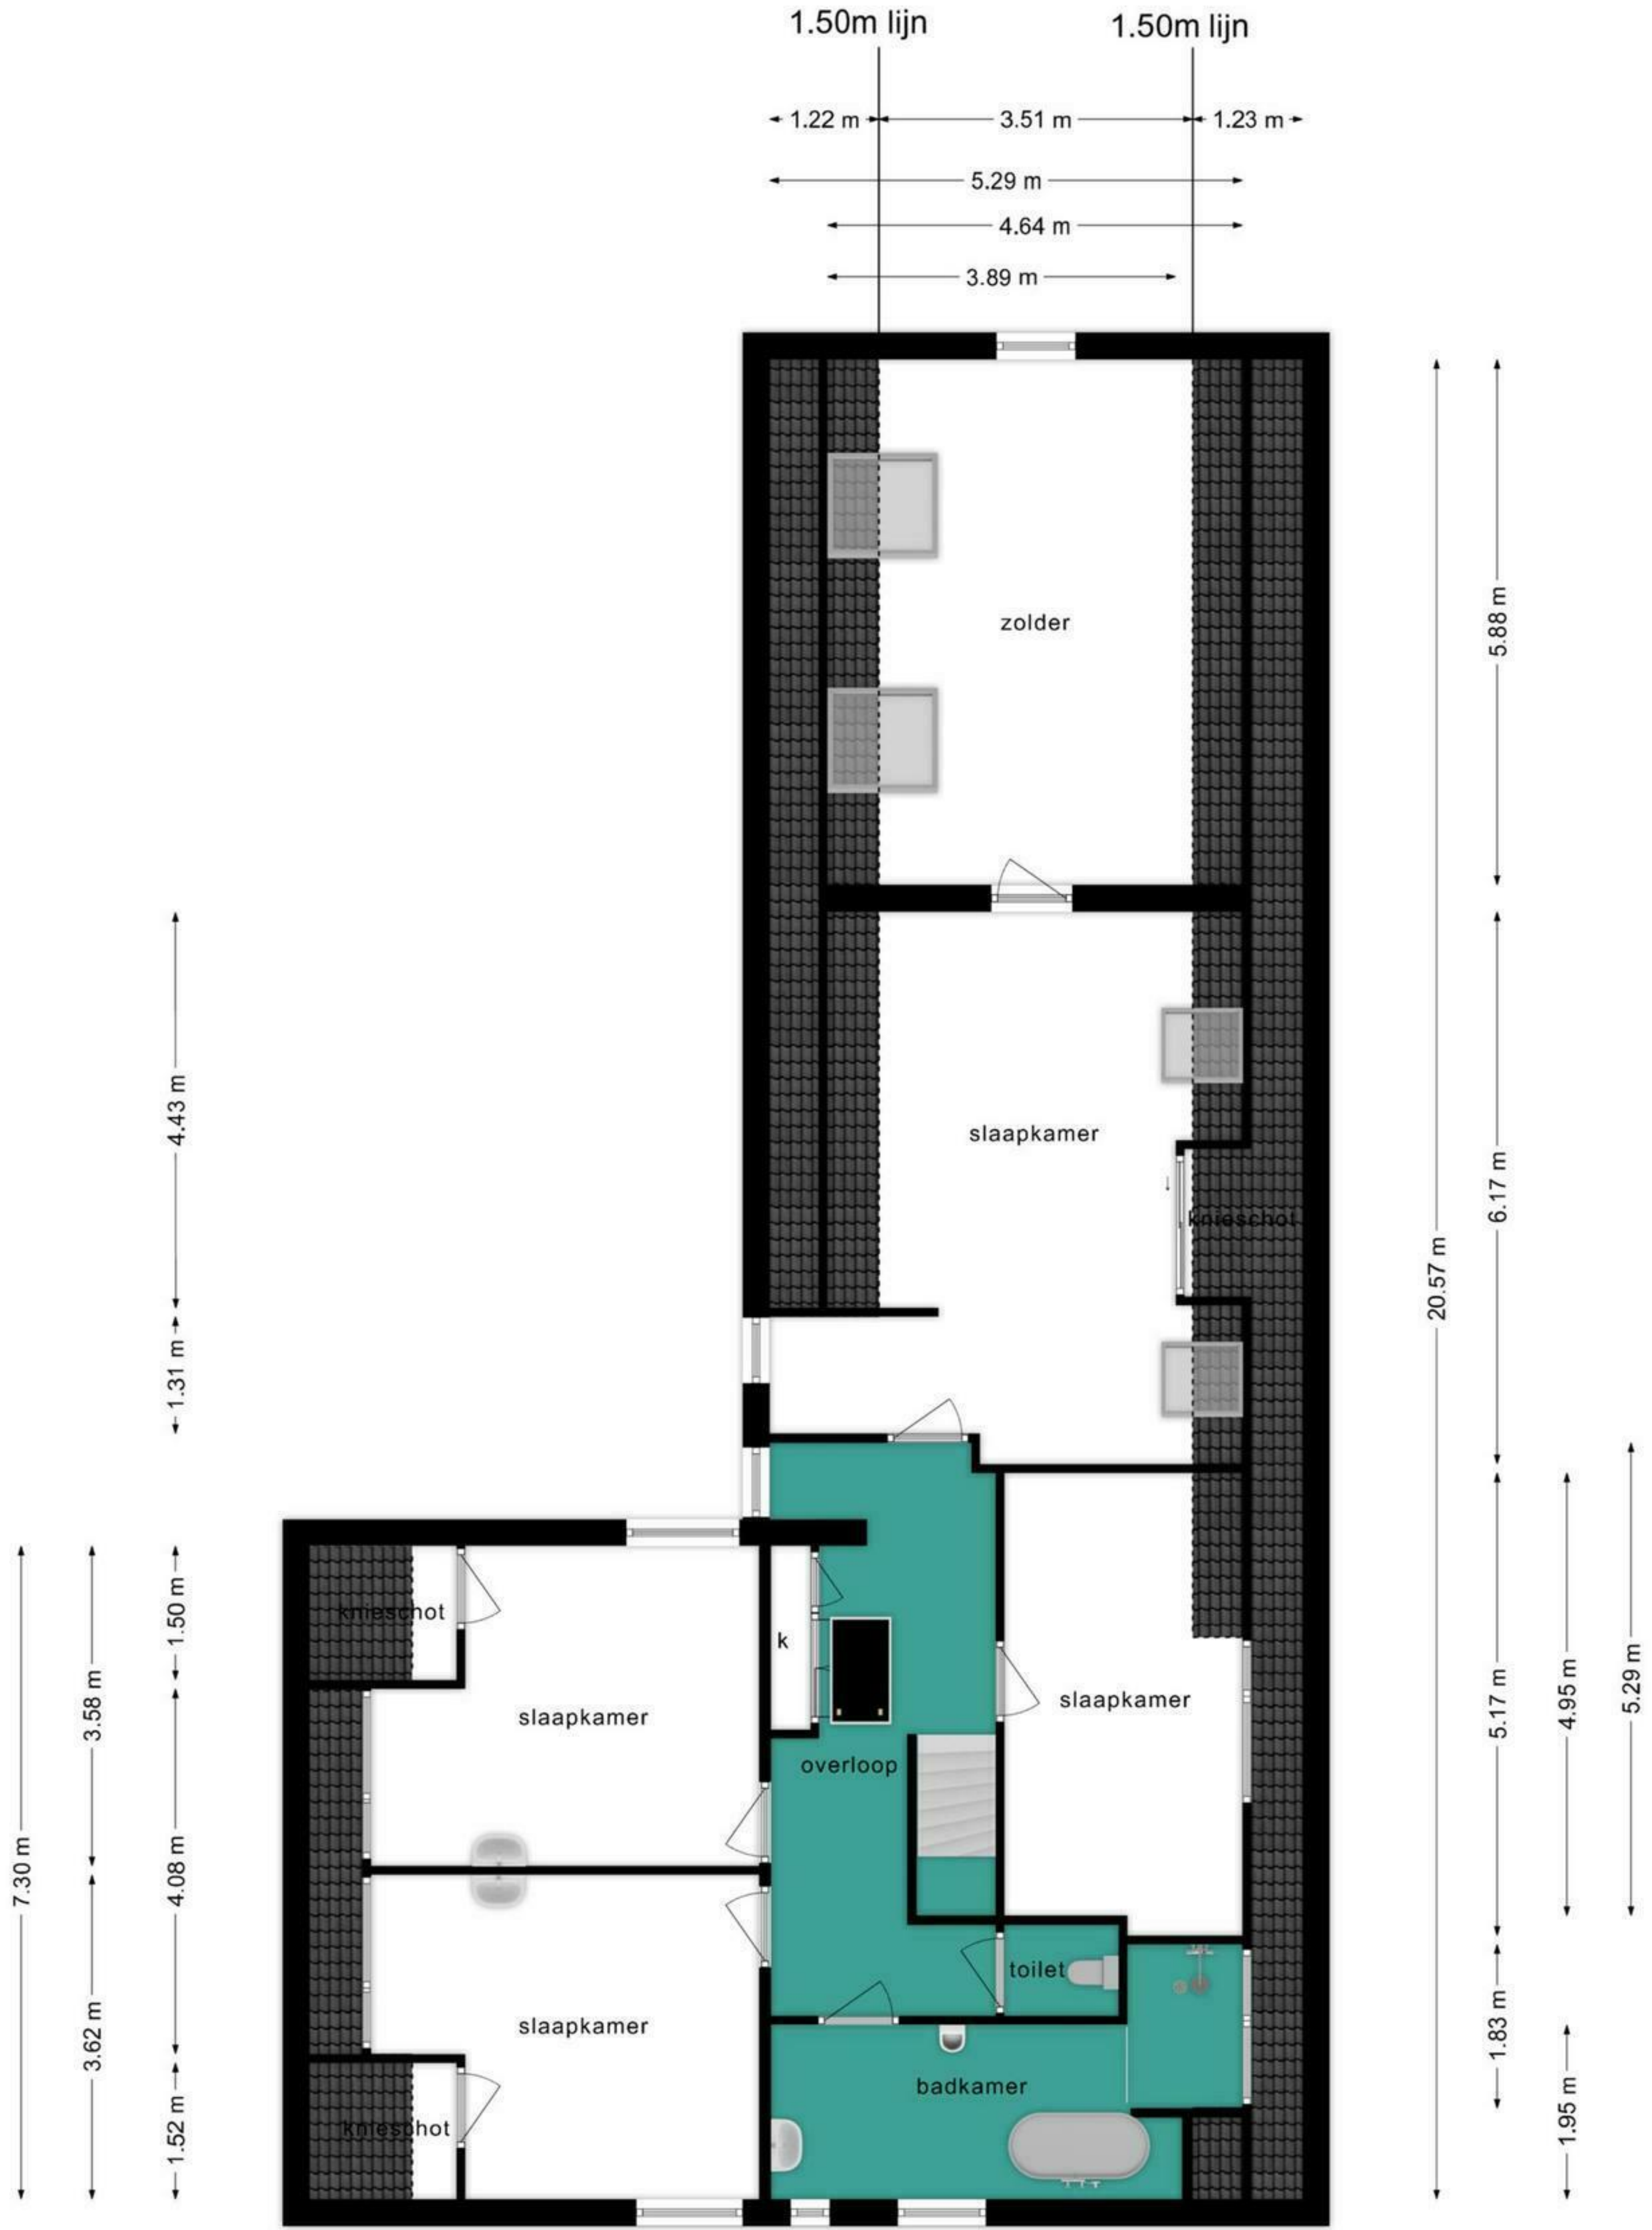 1.50m lijn
1.50m lijn
1.22 m
3.51 m
1.23 m
5.29 m
4.64 m
3.89 m
zolder
5.88 m
4.43 m
slaapkamer
6.17 m
knieschot
20.57 m
1.31 m
knieschot
1.50 m
k
slaapkamer
slaapkamer
overloop
3.58 m
5.17 m
4.95 m
5.29 m
7.30 m
4.08 m
toilet
slaapkamer
3.62 m
1.83 m
badkamer
knieschot
1.52 m
1.95 m